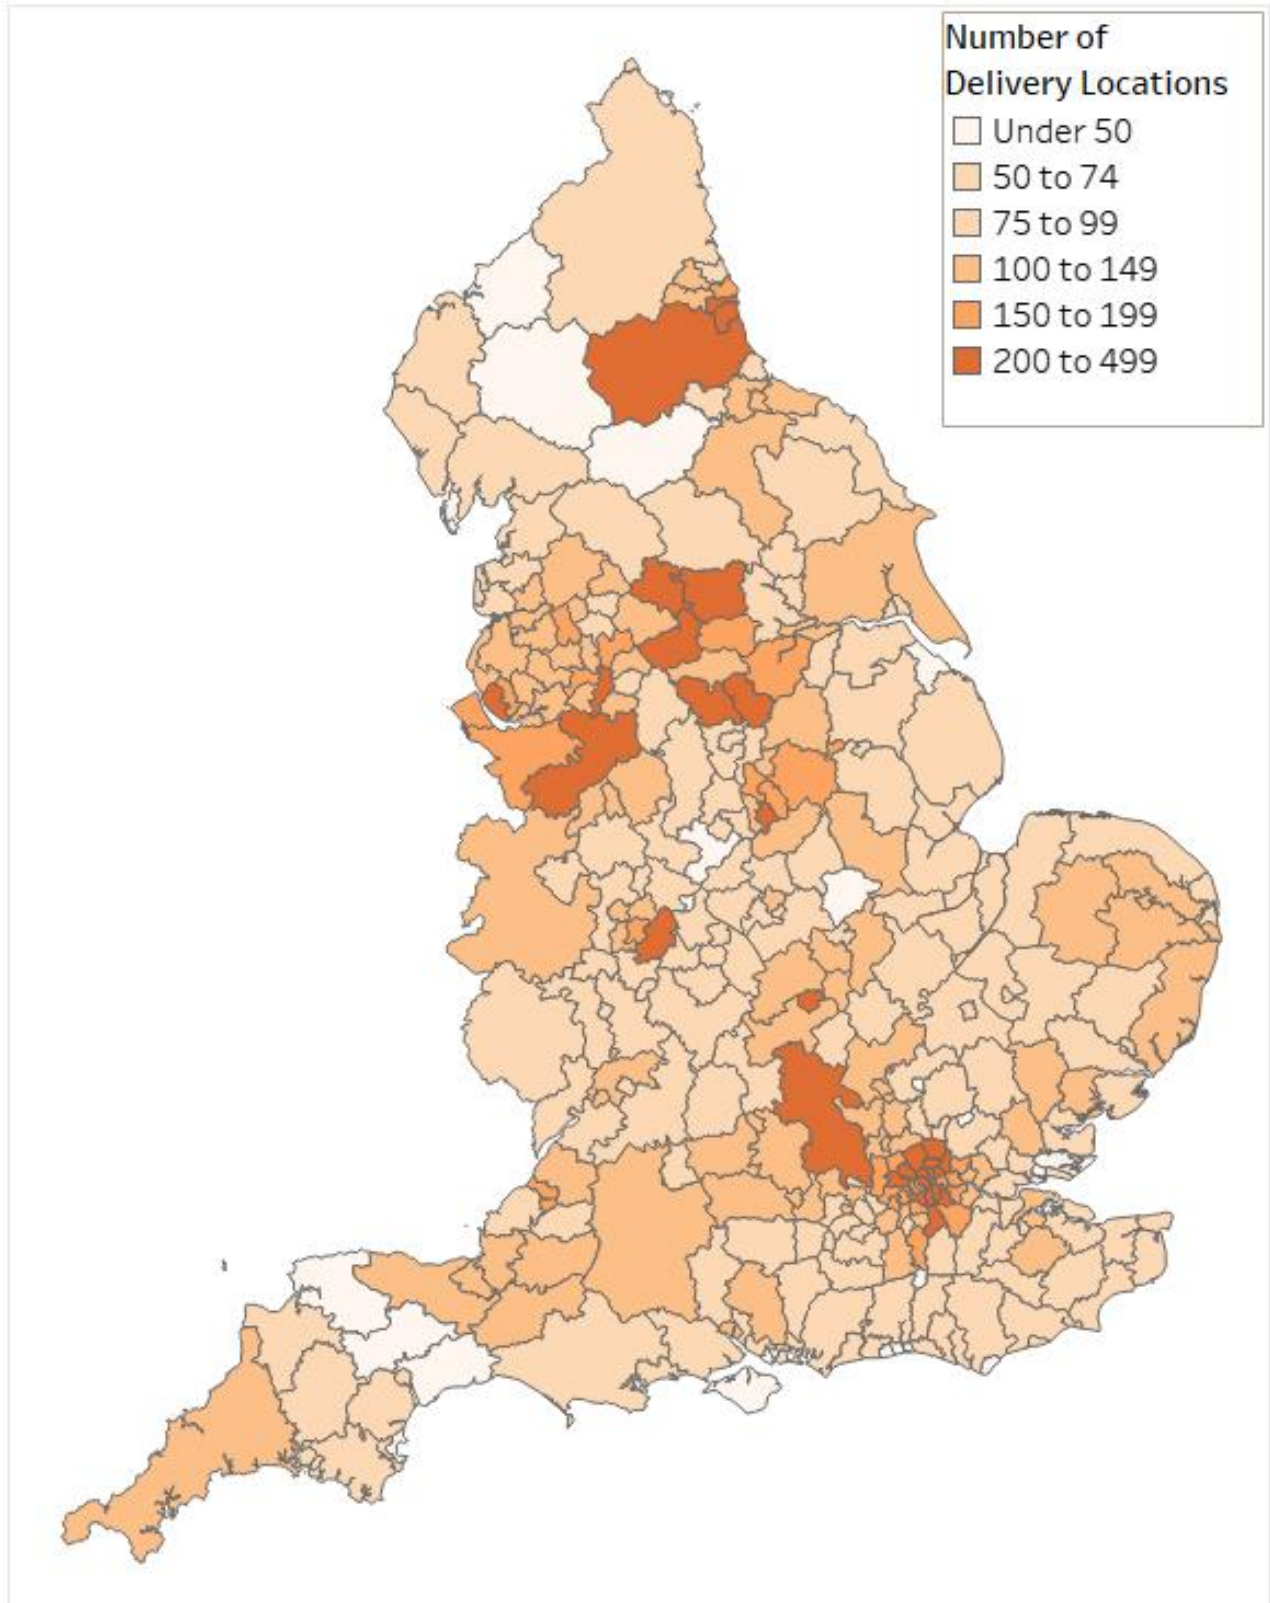 Number of
Delivery Locations
Under 50
50 to 74
75 to 99
100 to 149
150 to 199
200 to 499